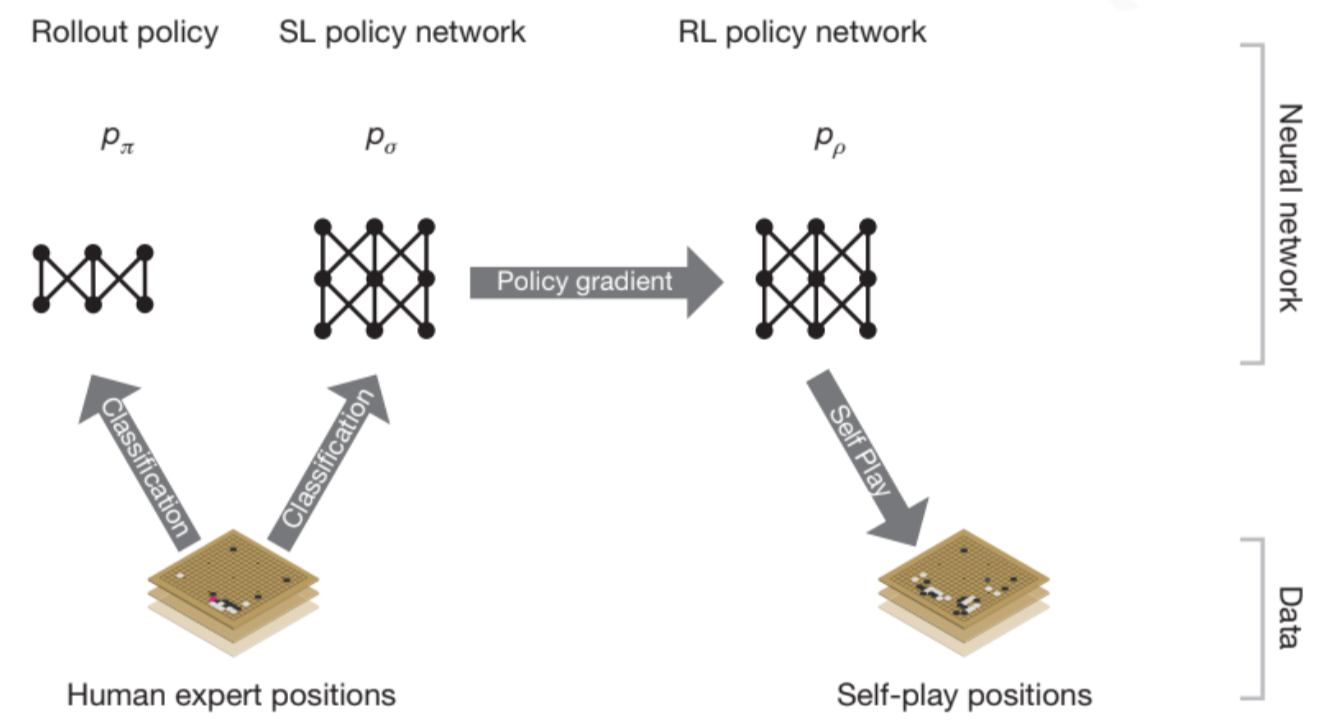 Rollout policy
SL policy network
RL policy network
pπ
pσ
pρ
Neural network
Policy gradient
Classification
Classification
Self Play
Data
Human expert positions
Self-play positions